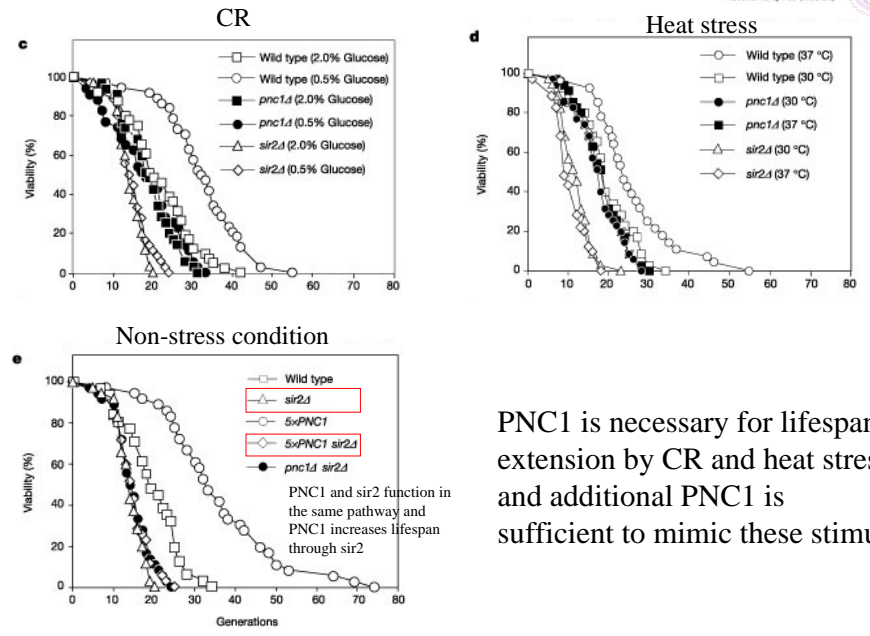 CR
c
Wild type (2.0% Glucose)
Wild type (0.5% Glucose)
pnc1Δ (2.0% Glucose)
pnc1Δ (0.5% Glucose)
sir2Δ (2.0% Glucose)
sir2Δ (0.5% Glucose)
Viability (%)
100
80
60
40
20
0
0 10 20 30 40 50 60 70 80
Heat stress
d
Wild type (37 °C)
Wild type (30 °C)
pnc1Δ (30 °C)
pnc1Δ (37 °C)
sir2Δ (30 °C)
sir2Δ (37 °C)
Viability (%)
100
80
60
40
20
0
0 10 20 30 40 50 60 70 80
Non-stress condition
e
Wild type
sir2Δ
5xPNC1
5xPNC1 sir2Δ
pnc1Δ sir2Δ
PNC1 and sir2 function in
the same pathway and
PNC1 increases lifespan
through sir2
Viability (%)
100
80
60
40
20
0
0 10 20 30 40 50 60 70 80
Generations
PNC1 is necessary for lifespan
extension by CR and heat stres
and additional PNC1 is
sufficient to mimic these stimu